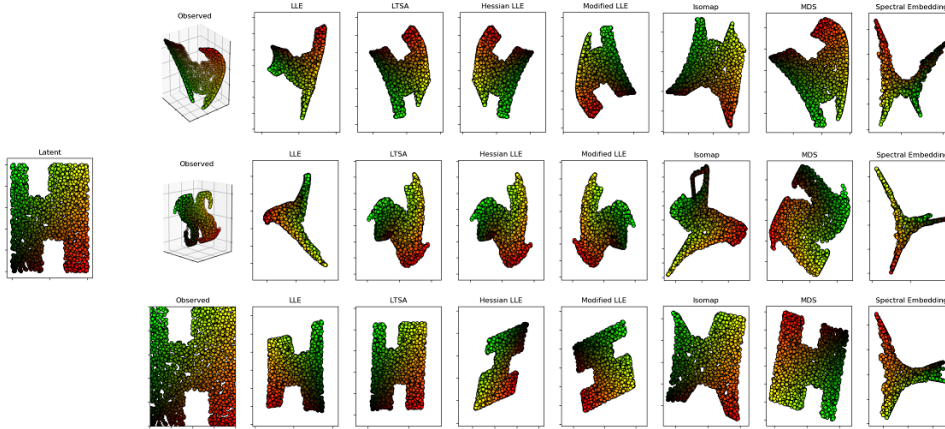 Observed
LLE
LTSA
Hessian LLE
Modified LLE
Isomap
MDS
Spectral Embedding
Latent
Observed
LLE
LTSA
Hessian LLE
Modified LLE
Isomap
MDS
Spectral Embedding
Observed
LLE
LTSA
Hessian LLE
Modified LLE
Isomap
MDS
Spectral Embedding